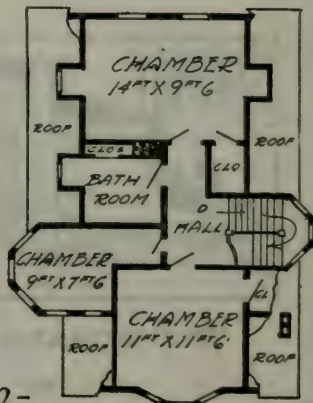 CHAMBER
14FT X 9FT 6
ROOF
ROOF
CLOS
CLO
BATH
ROOM
D
HALL
CHAMBER
9FT X 7FT 6
CL
CHAMBER
11FT X 11FT 6
ROOF
ROOF